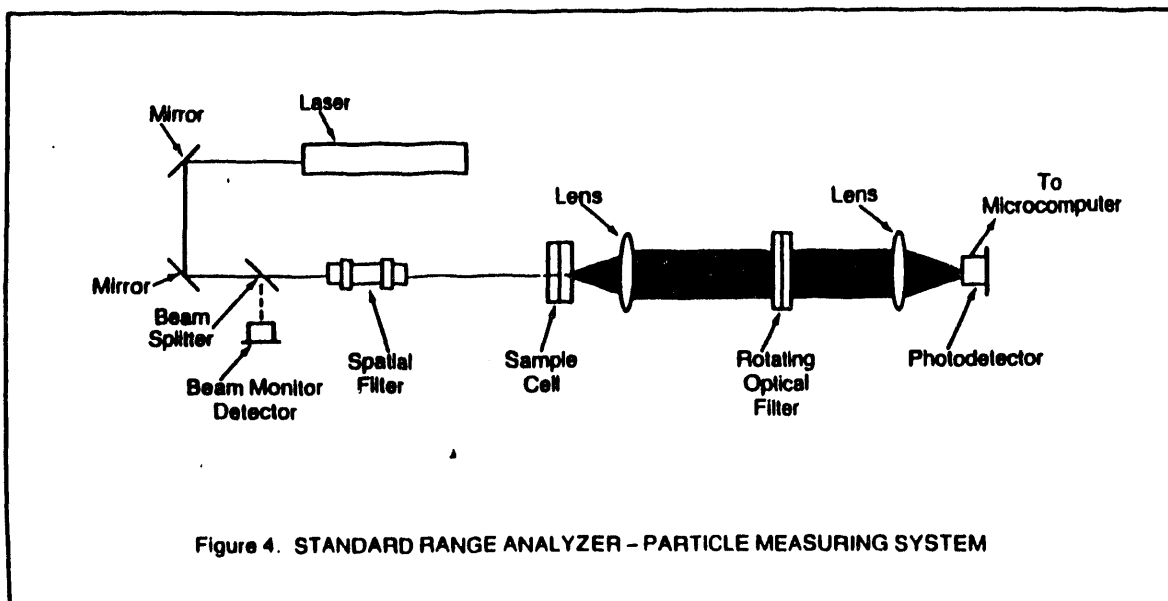 Mirror
Laser
Lens
Lens
To
Microcomputer
Mirror
Beam
Splitter
Beam Monitor
Detector
Spatial
Filter
Sample
Cell
Rotating
Optical
Filter
Photodetector
Figure 4. STANDARD RANGE ANALYZER – PARTICLE MEASURING SYSTEM